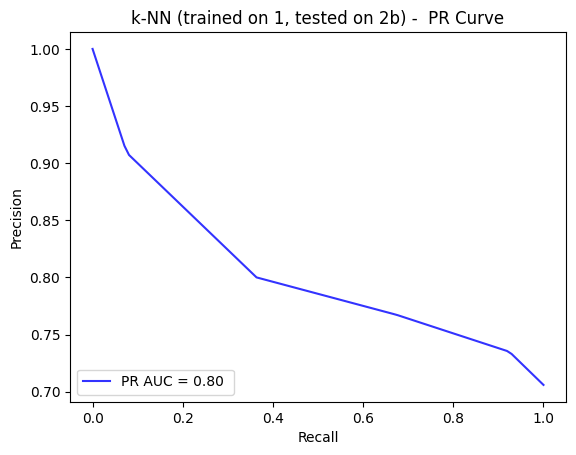 k-NN (trained on 1, tested on 2b) -  PR Curve
1.00
0.95
0.90
0.85
0.80
0.75
0.70
Precision
PR AUC = 0.80
0.0 0.2 0.4 0.6 0.8 1.0
Recall